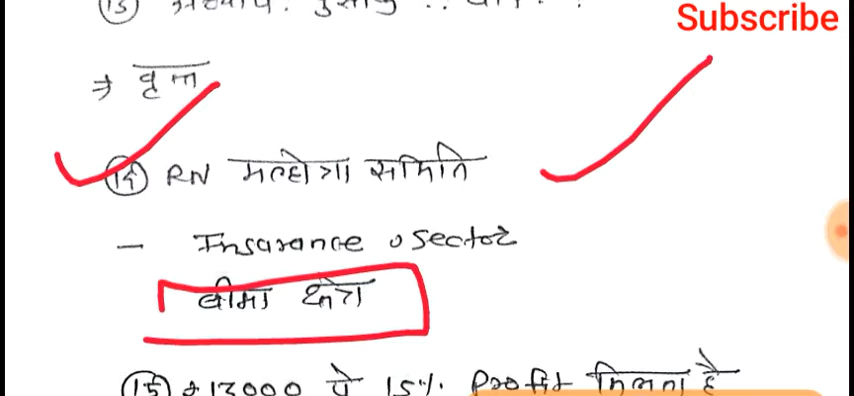 Subscribe
⇒ वृत्त
(14) RN मल्होत्रा समिति
— Insurance sector
बीमा क्षेत्र
(15) ₹ 13000 पे 15% Profit मिलता है